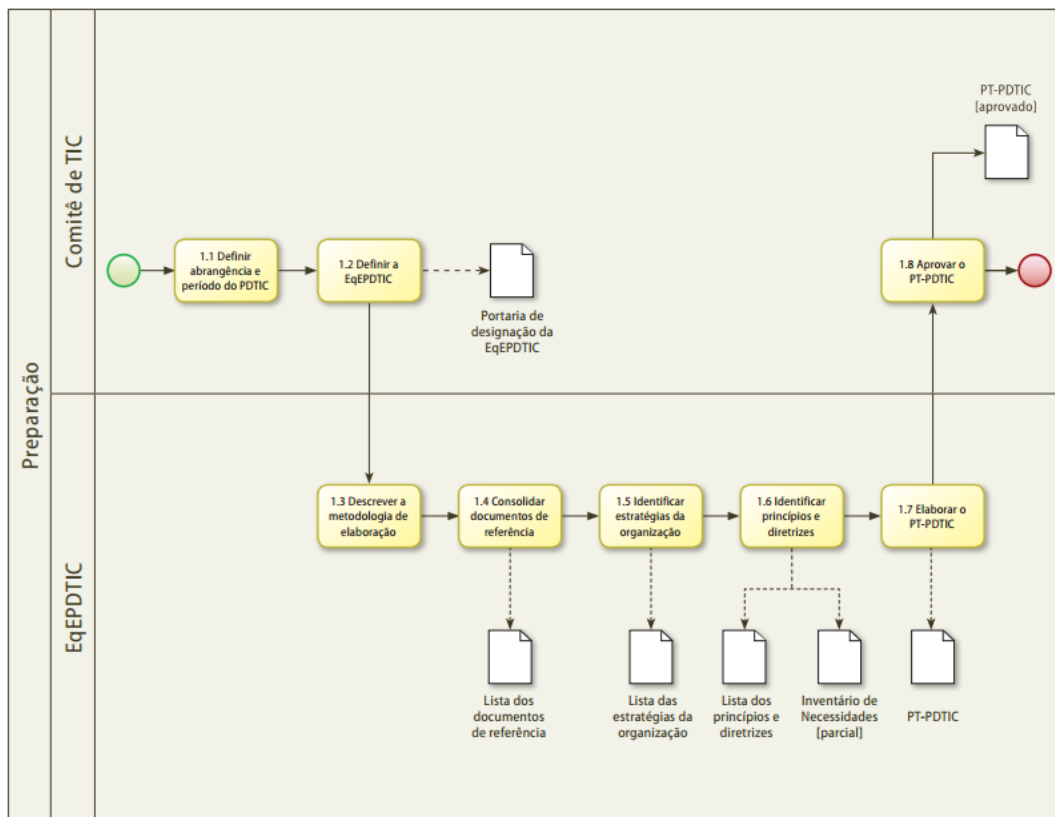 Preparação
Comitê de TIC
PT-PDTIC
[aprovado]
1.1 Definir
abrangência e
período do PDTIC
1.2 Definir a
EqEPDTIC
Portaria de
designação da
EqEPDTIC
1.8 Aprovar o
PT-PDTIC
EqEPDTIC
1.3 Descrever a
metodologia de
elaboração
1.4 Consolidar
documentos de
referência
1.5 Identificar
estratégias da
organização
1.6 Identificar
princípios e
diretrizes
1.7 Elaborar o
PT-PDTIC
Lista dos
documentos
de referência
Lista das
estratégias da
organização
Lista dos
princípios e
diretrizes
Inventário de
Necessidades
[parcial]
PT-PDTIC